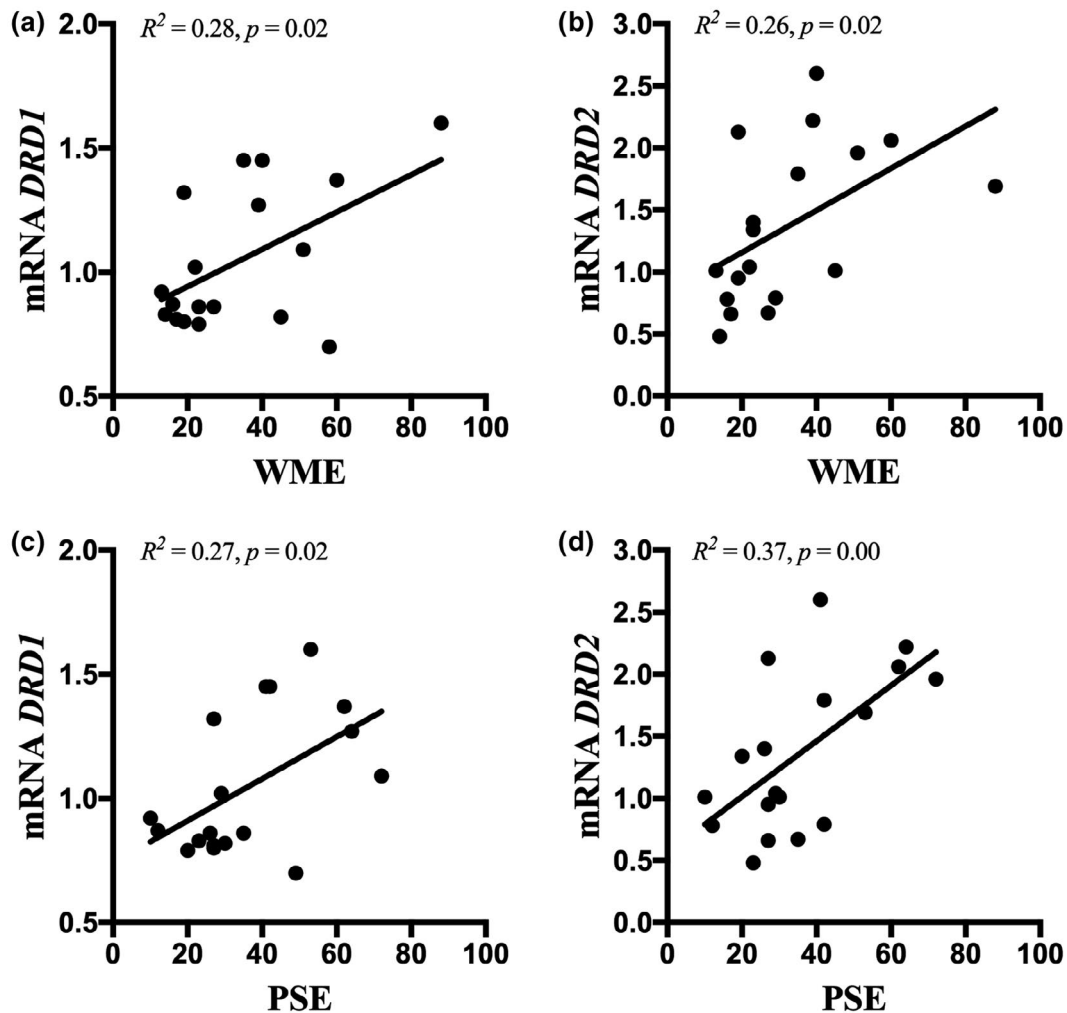 (a)
R² = 0.28, p = 0.02
mRNA DRD1
2.0
1.5
1.0
0.5
0 20 40 60 80 100
WME
(b)
R² = 0.26, p = 0.02
mRNA DRD2
3.0
2.5
2.0
1.5
1.0
0.5
0.0
0 20 40 60 80 100
WME
(c)
R² = 0.27, p = 0.02
mRNA DRD1
2.0
1.5
1.0
0.5
0 20 40 60 80 100
PSE
(d)
R² = 0.37, p = 0.00
mRNA DRD2
3.0
2.5
2.0
1.5
1.0
0.5
0.0
0 20 40 60 80 100
PSE